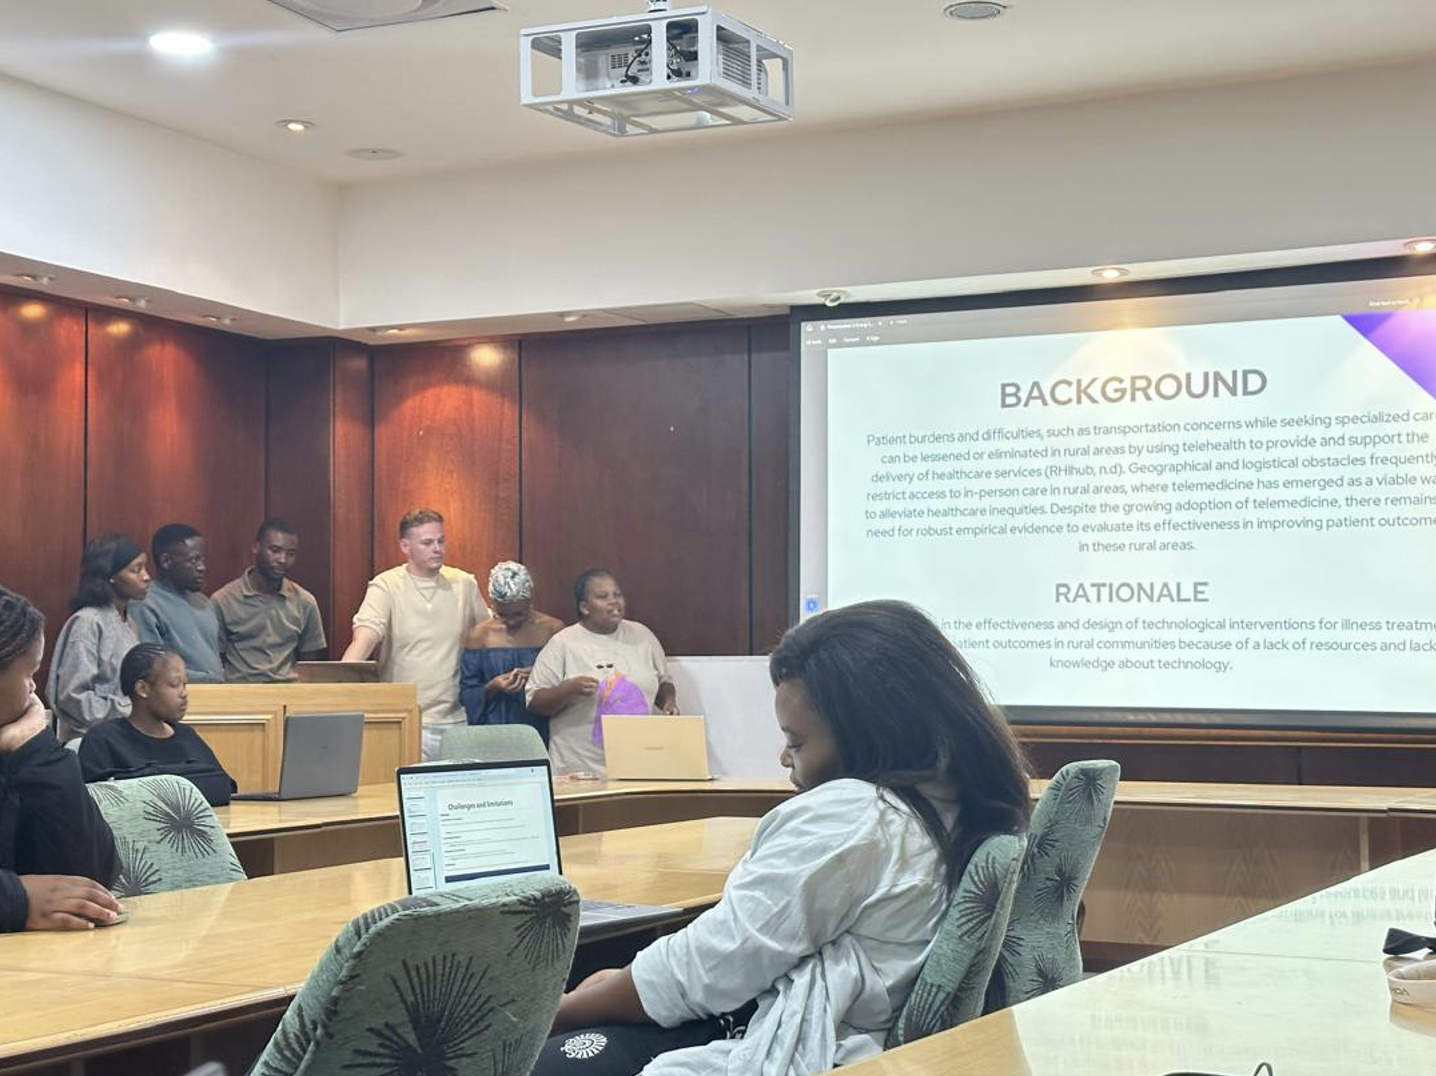 BACKGROUND
Patient burdens and difficulties, such as transportation concerns while seeking specialized car
can be lessened or eliminated in rural areas by using telehealth to provide and support the
delivery of healthcare services (RHIhub, n.d). Geographical and logistical obstacles frequently
restrict access to in-person care in rural areas, where telemedicine has emerged as a viable wa
to alleviate healthcare inequities. Despite the growing adoption of telemedicine, there remains
need for robust empirical evidence to evaluate its effectiveness in improving patient outcome
in these rural areas.
RATIONALE
in the effectiveness and design of technological interventions for illness treatme
atient outcomes in rural communities because of a lack of resources and lack
knowledge about technology.
Challenges and limitations